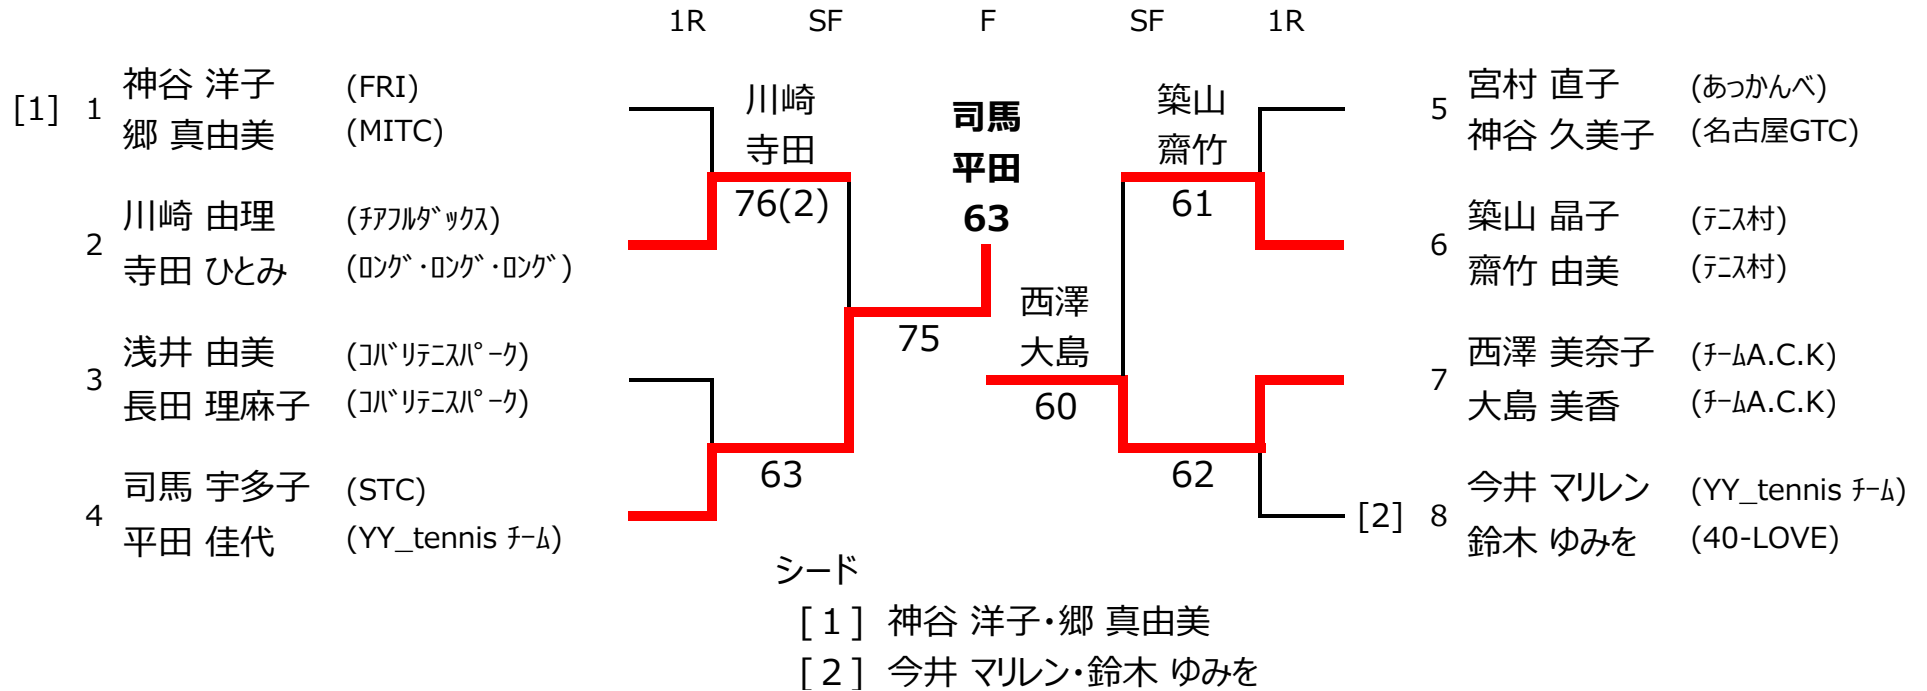 1R SF F SF 1R
[1] 1 神谷 洋子 (FRI)
郷 真由美 (MITC)
2 川崎 由理 (ﾁｱﾌﾙﾀﾞｯｸｽ)
寺田 ひとみ (ﾛﾝｸﾞ・ﾛﾝｸﾞ・ﾛﾝｸﾞ)
3 浅井 由美 (ｺﾊﾞﾘﾃﾆｽﾊﾟｰｸ)
長田 理麻子 (ｺﾊﾞﾘﾃﾆｽﾊﾟｰｸ)
4 司馬 宇多子 (STC)
平田 佳代 (YY_tennis ﾁｰﾑ)
川崎
寺田
76(2)
63
75
司馬
平田
63
西澤
大島
60
築山
齋竹
61
62
5 宮村 直子 (あっかんべ)
神谷 久美子 (名古屋GTC)
6 築山 晶子 (ﾃﾆｽ村)
齋竹 由美 (ﾃﾆｽ村)
7 西澤 美奈子 (ﾁｰﾑA.C.K)
大島 美香 (ﾁｰﾑA.C.K)
[2] 8 今井 マリレン (YY_tennis ﾁｰﾑ)
鈴木 ゆみを (40-LOVE)
シード
[1] 神谷 洋子・郷 真由美
[2] 今井 マリレン・鈴木 ゆみを